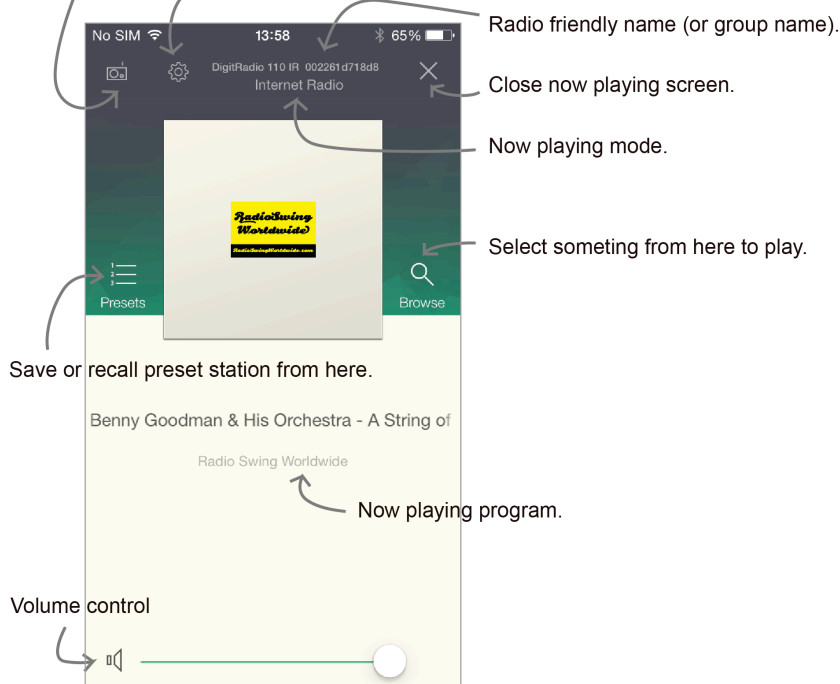 Radio friendly name (or group name).
No SIM 13:58 65%
DigitRadio 110 IR 002261d718d8
Internet Radio
Close now playing screen.
Now playing mode.
RadioSwing
Worldwide
RadioSwingWorldwide.com
Select someting from here to play.
Presets
Browse
Save or recall preset station from here.
Benny Goodman & His Orchestra - A String of
Radio Swing Worldwide
Now playing program.
Volume control